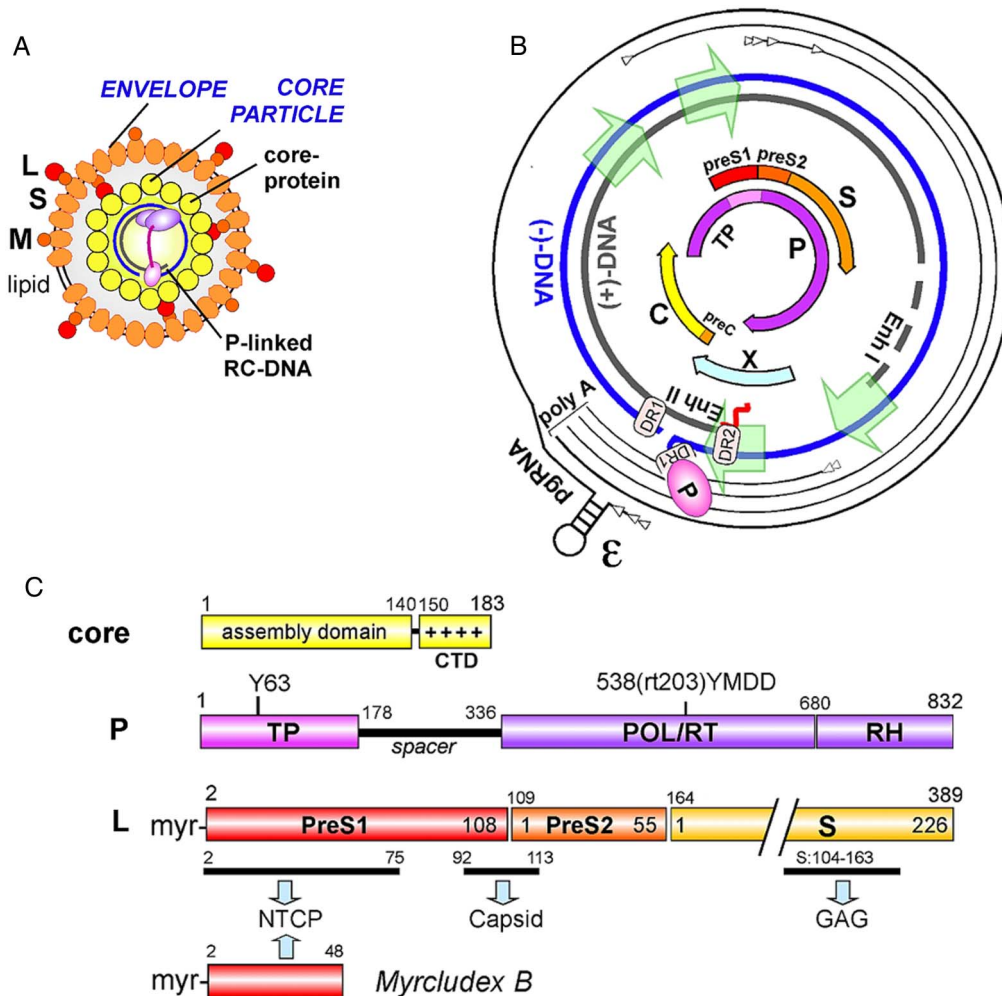 A
ENVELOPE
CORE
PARTICLE
core-
protein
L
S
M
lipid
P-linked
RC-DNA
B
preS1 preS2
S
TP
P
(-)-DNA
(+)-DNA
C
preC
X
Enh I
Enh II
DR1
DR2
DR1
P
poly A
pgRNA
ε
C
core
1 140 150 183
assembly domain ++++
CTD
Y63 538(rt203)YMDD
P
1 178 336 680 832
TP spacer POL/RT RH
2 109 164 389
L myr- PreS1 108 1 PreS2 55 1 S 226
2 75 92 113 S:104-163
NTCP Capsid GAG
2 48
myr- Myrcludex B